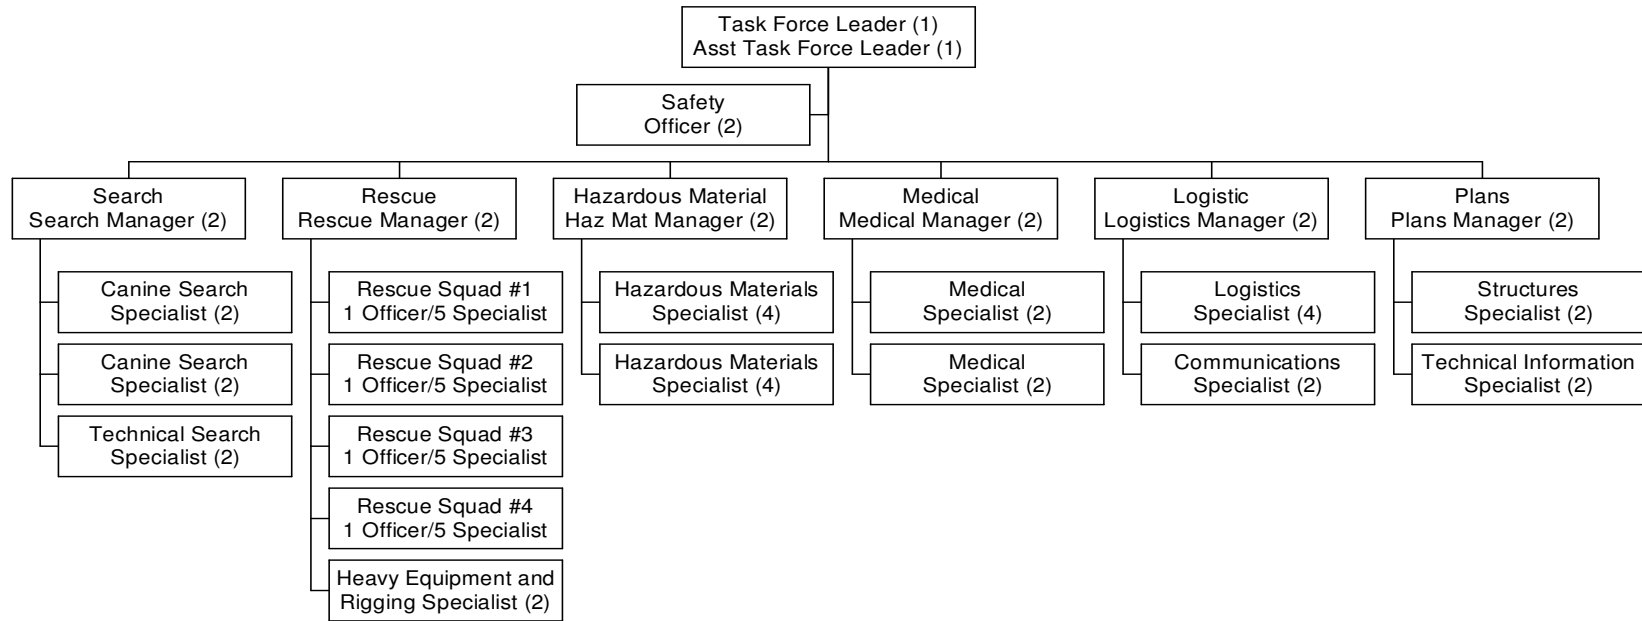 Task Force Leader (1)
Asst Task Force Leader (1)
Safety
Officer (2)
Search
Search Manager (2)
Canine Search
Specialist (2)
Canine Search
Specialist (2)
Technical Search
Specialist (2)
Rescue
Rescue Manager (2)
Rescue Squad #1
1 Officer/5 Specialist
Rescue Squad #2
1 Officer/5 Specialist
Rescue Squad #3
1 Officer/5 Specialist
Rescue Squad #4
1 Officer/5 Specialist
Heavy Equipment and
Rigging Specialist (2)
Hazardous Material
Haz Mat Manager (2)
Hazardous Materials
Specialist (4)
Hazardous Materials
Specialist (4)
Medical
Medical Manager (2)
Medical
Specialist (2)
Medical
Specialist (2)
Logistic
Logistics Manager (2)
Logistics
Specialist (4)
Communications
Specialist (2)
Plans
Plans Manager (2)
Structures
Specialist (2)
Technical Information
Specialist (2)